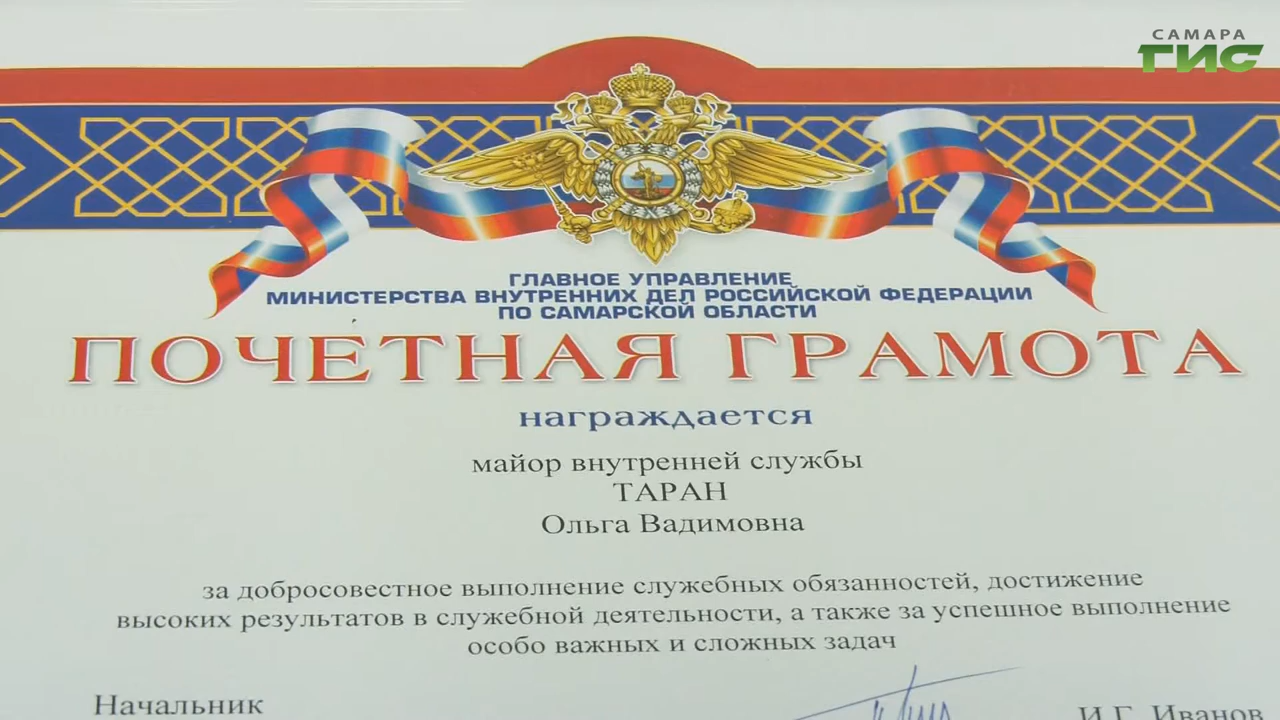 САМАРА
ГИС
ГЛАВНОЕ УПРАВЛЕНИЕ
МИНИСТЕРСТВА ВНУТРЕННИХ ДЕЛ РОССИЙСКОЙ ФЕДЕРАЦИИ
ПО САМАРСКОЙ ОБЛАСТИ
ПОЧЕТНАЯ ГРАМОТА
награждается
майор внутренней службы
ТАРАН
Ольга Вадимовна
за добросовестное выполнение служебных обязанностей, достижение
высоких результатов в служебной деятельности, а также за успешное выполнение
особо важных и сложных задач
Начальник
И.Г. Иванов